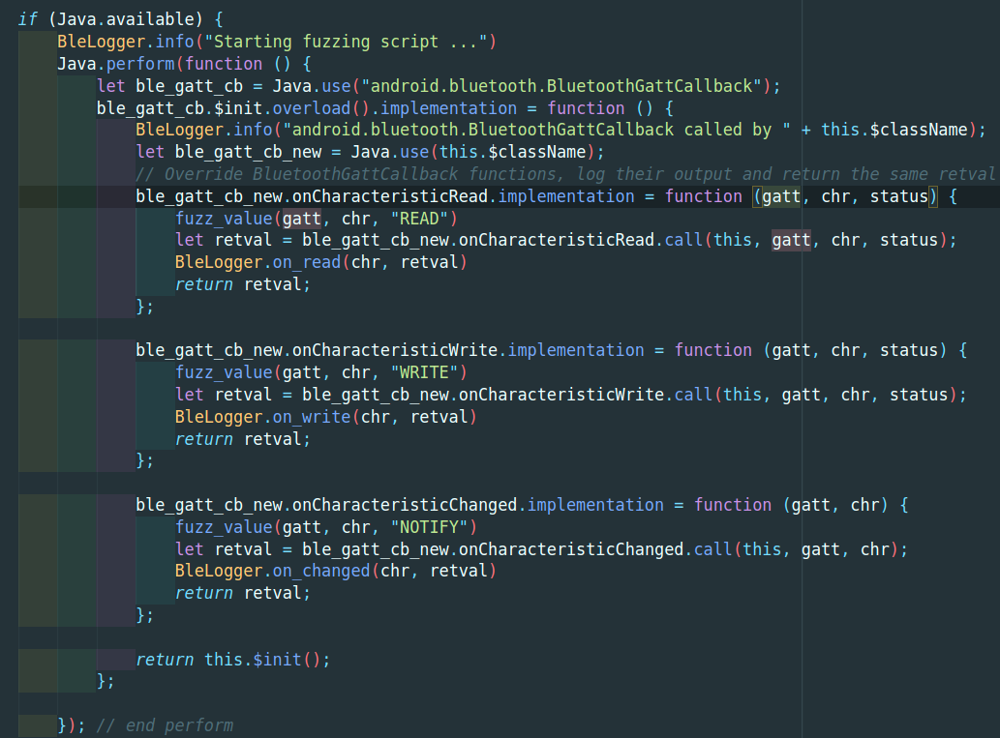 if (Java.available) {
    BleLogger.info("Starting fuzzing script ...")
    Java.perform(function () {
        let ble_gatt_cb = Java.use("android.bluetooth.BluetoothGattCallback");
        ble_gatt_cb.$init.overload().implementation = function () {
            BleLogger.info("android.bluetooth.BluetoothGattCallback called by " + this.$className);
            let ble_gatt_cb_new = Java.use(this.$className);
            // Override BluetoothGattCallback functions, log their output and return the same retval
            ble_gatt_cb_new.onCharacteristicRead.implementation = function (gatt, chr, status) {
                fuzz_value(gatt, chr, "READ")
                let retval = ble_gatt_cb_new.onCharacteristicRead.call(this, gatt, chr, status);
                BleLogger.on_read(chr, retval)
                return retval;
            };

            ble_gatt_cb_new.onCharacteristicWrite.implementation = function (gatt, chr, status) {
                fuzz_value(gatt, chr, "WRITE")
                let retval = ble_gatt_cb_new.onCharacteristicWrite.call(this, gatt, chr, status);
                BleLogger.on_write(chr, retval)
                return retval;
            };

            ble_gatt_cb_new.onCharacteristicChanged.implementation = function (gatt, chr) {
                fuzz_value(gatt, chr, "NOTIFY")
                let retval = ble_gatt_cb_new.onCharacteristicChanged.call(this, gatt, chr);
                BleLogger.on_changed(chr, retval)
                return retval;
            };

            return this.$init();
        };

    }); // end perform